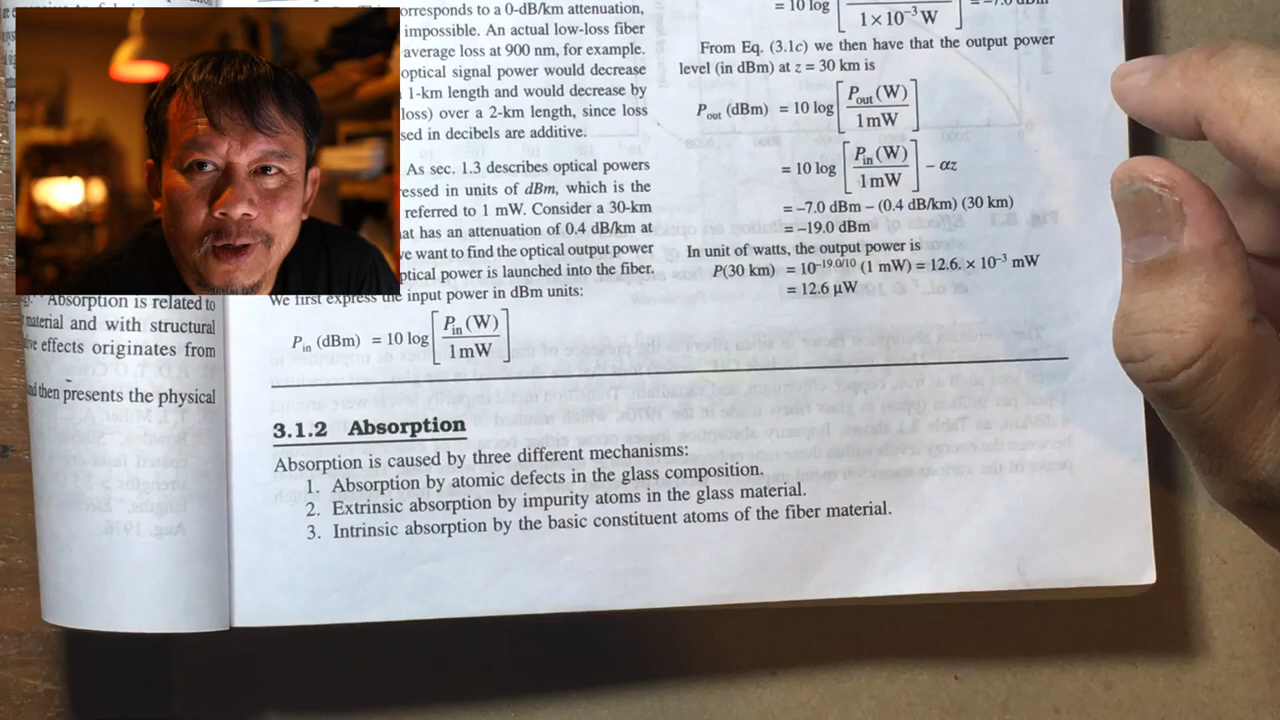 Absorption is related to
material and with structural
effects originates from
and then presents the physical
orresponds to a 0-dB/km attenuation,
impossible. An actual low-loss fiber
average loss at 900 nm, for example.
optical signal power would decrease
1-km length and would decrease by
loss) over a 2-km length, since loss
sed in decibels are additive.
As sec. 1.3 describes optical powers
ressed in units of dBm, which is the
referred to 1 mW. Consider a 30-km
hat has an attenuation of 0.4 dB/km at
we want to find the optical output power
ptical power is launched into the fiber.
We first express the input power in dBm units:
P_in (dBm) = 10 log [P_in (W) / 1mW]
= 10 log [ / 1×10⁻³ W] = −7.0 dBm
From Eq. (3.1c) we then have that the output power
level (in dBm) at z = 30 km is
P_out (dBm) = 10 log [P_out (W) / 1mW]
= 10 log [P_in (W) / 1mW] − αz
= −7.0 dBm − (0.4 dB/km) (30 km)
= −19.0 dBm
In unit of watts, the output power is
P(30 km) = 10^−19.0/10 (1 mW) = 12.6. × 10⁻³ mW
= 12.6 μW
3.1.2 Absorption
Absorption is caused by three different mechanisms:
1. Absorption by atomic defects in the glass composition.
2. Extrinsic absorption by impurity atoms in the glass material.
3. Intrinsic absorption by the basic constituent atoms of the fiber material.